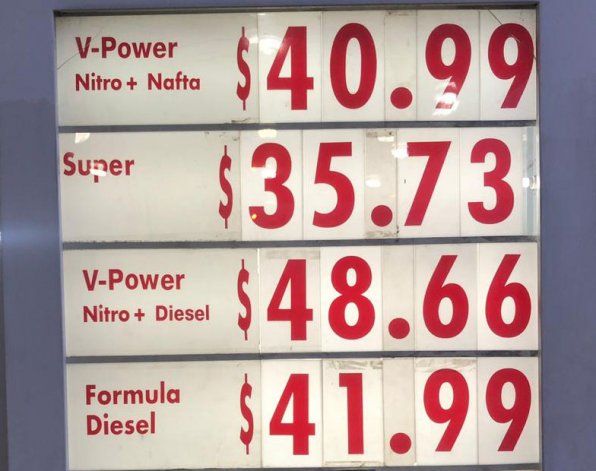 V-Power $40.99
Nitro+ Nafta
Super $35.73
V-Power $48.66
Nitro+ Diesel
Formula $41.99
Diesel